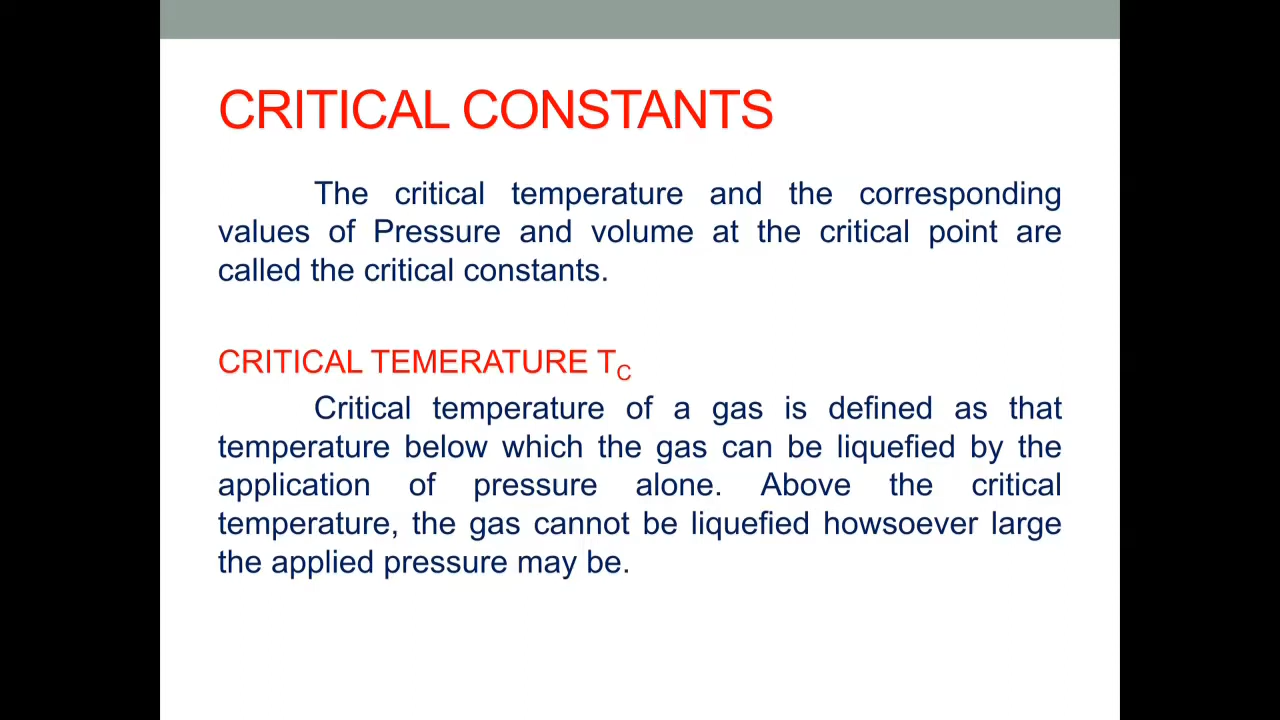 CRITICAL CONSTANTS
The critical temperature and the corresponding
values of Pressure and volume at the critical point are
called the critical constants.
CRITICAL TEMERATURE TC
Critical temperature of a gas is defined as that
temperature below which the gas can be liquefied by the
application of pressure alone. Above the critical
temperature, the gas cannot be liquefied howsoever large
the applied pressure may be.